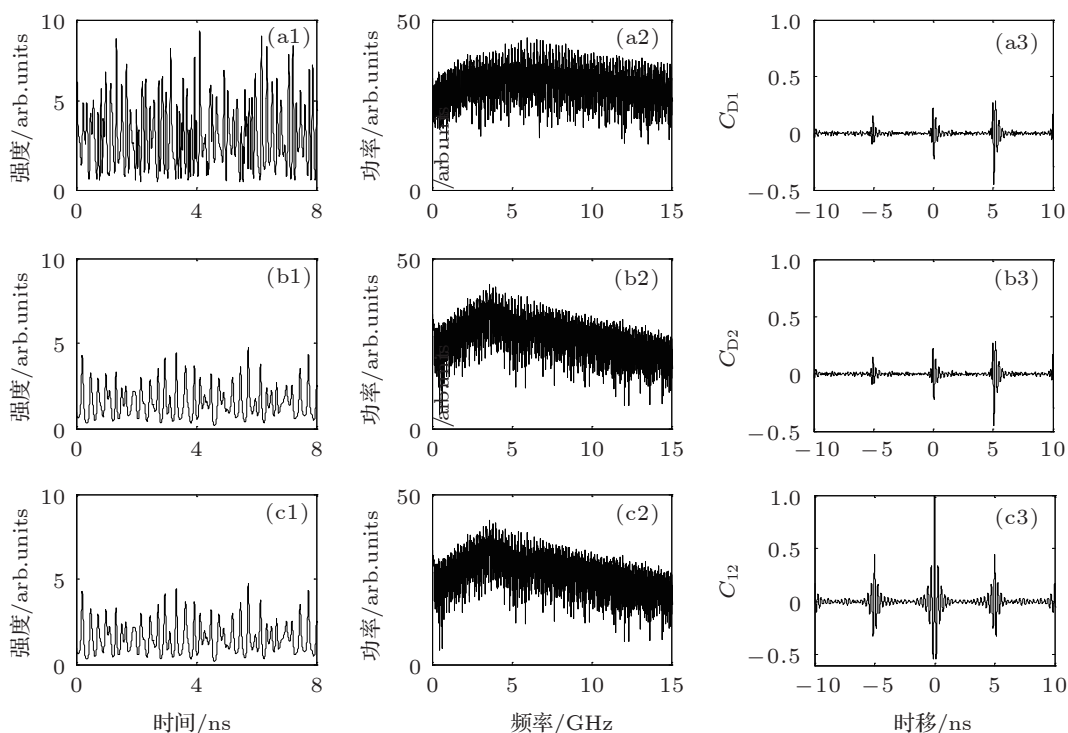 10
(a1)
5
0
0
4
8
强度/arb.units
50
(a2)
0
0
5
10
15
功率/arb.units
/arb units
1.0
(a3)
0.5
0
−0.5
−10
−5
0
5
10
C_D1
10
(b1)
5
0
0
4
8
强度/arb.units
50
(b2)
0
0
5
10
15
功率/arb.units
/arb units
1.0
(b3)
0.5
0
−0.5
−10
−5
0
5
10
C_D2
10
(c1)
5
0
0
4
8
强度/arb.units
时间/ns
50
(c2)
0
0
5
10
15
功率/arb.units
频率/GHz
1.0
(c3)
0.5
0
−0.5
−10
−5
0
5
10
C_12
时移/ns